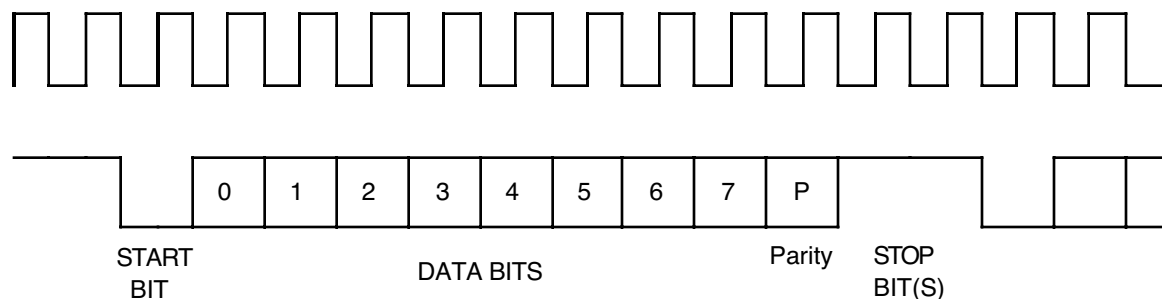 0 1 2 3 4 5 6 7 P
START
BIT
DATA BITS
Parity
STOP
BIT(S)